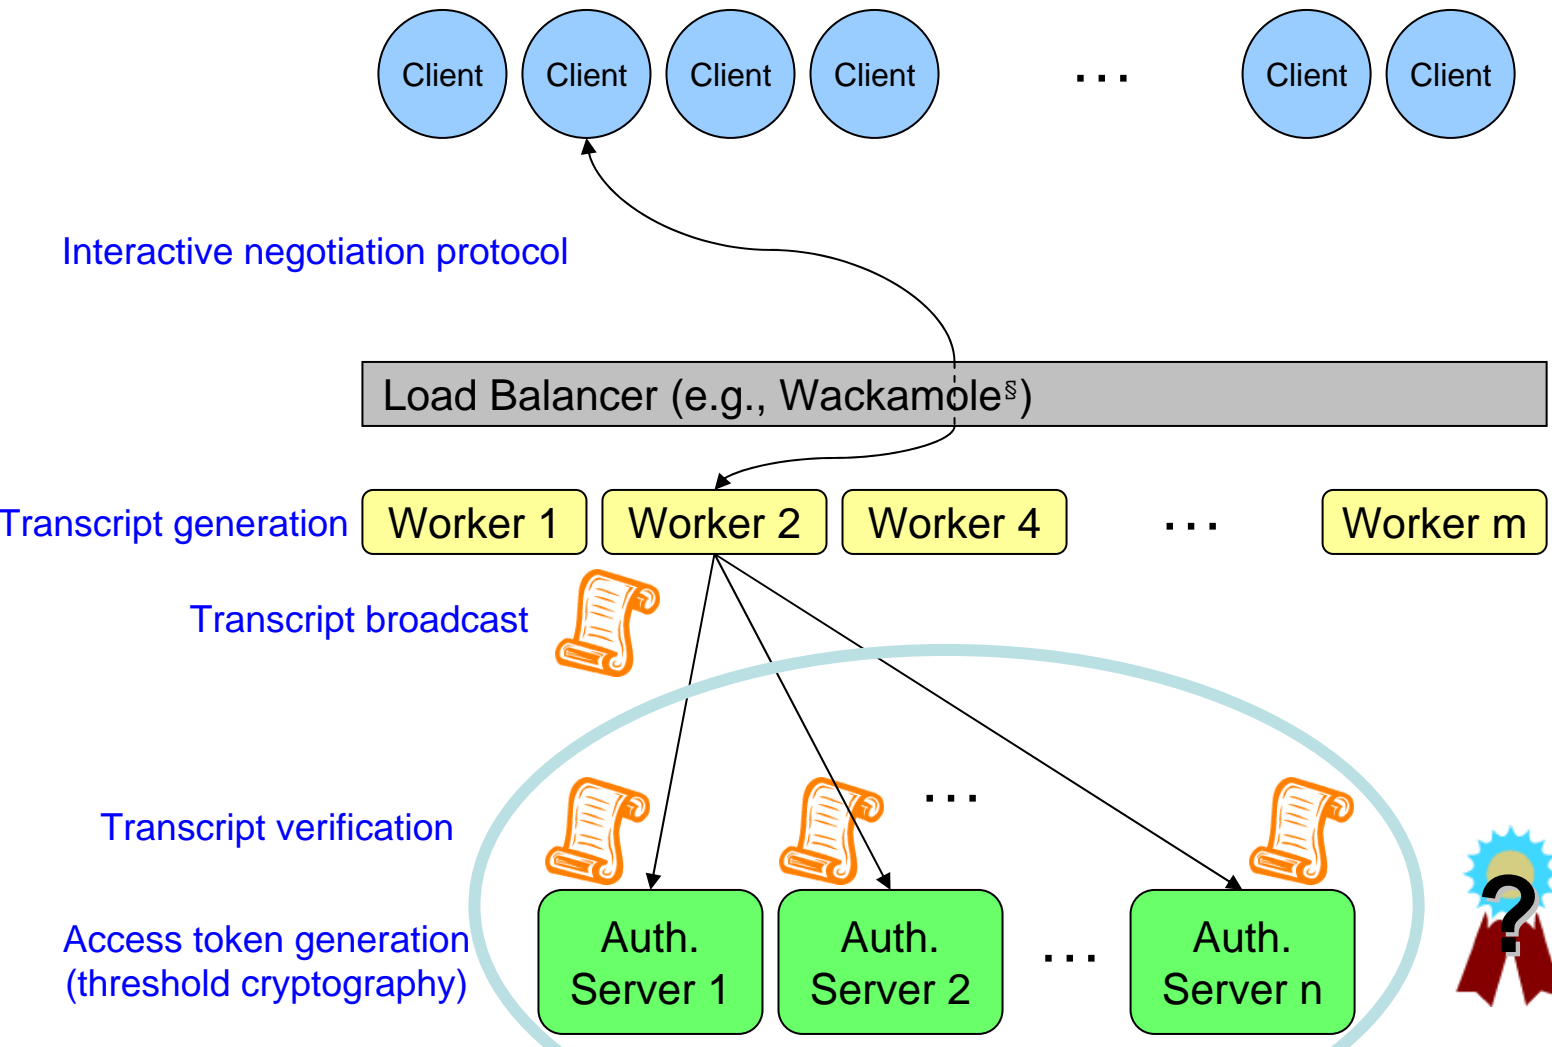 Client Client Client Client ... Client Client
Interactive negotiation protocol
Load Balancer (e.g., Wackamole§)
Transcript generation
Worker 1 Worker 2 Worker 4 ... Worker m
Transcript broadcast
...
Transcript verification
?
Access token generation
(threshold cryptography)
Auth.
Server 1
Auth.
Server 2
...
Auth.
Server n